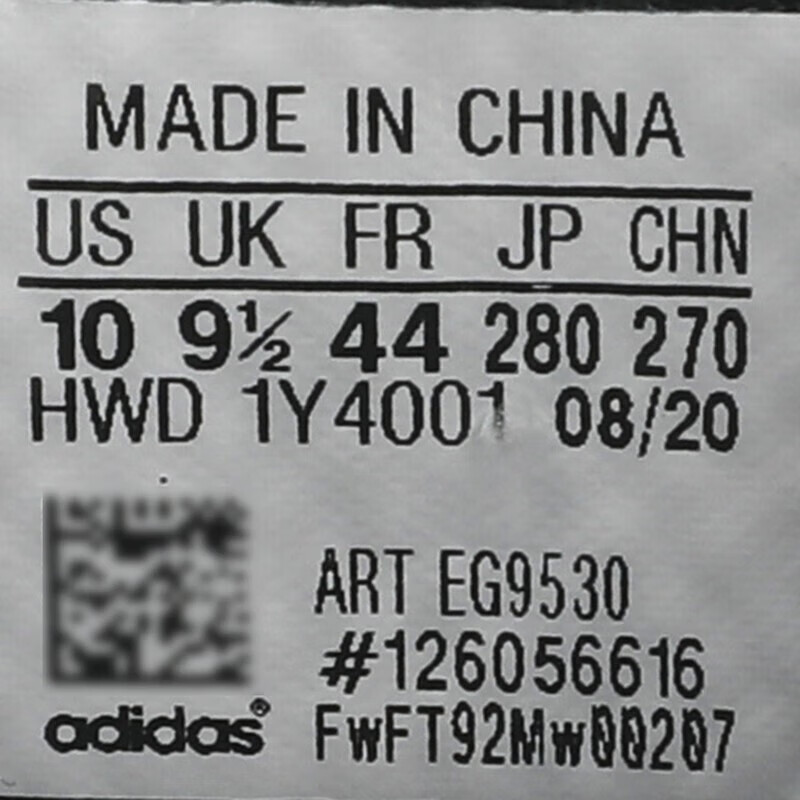 MADE IN CHINA
US UK FR JP CHN
10 9½ 44 280 270
HWD 1Y4001 08/20
ART EG9530
#126056616
adidas® FwFT92Mw00207